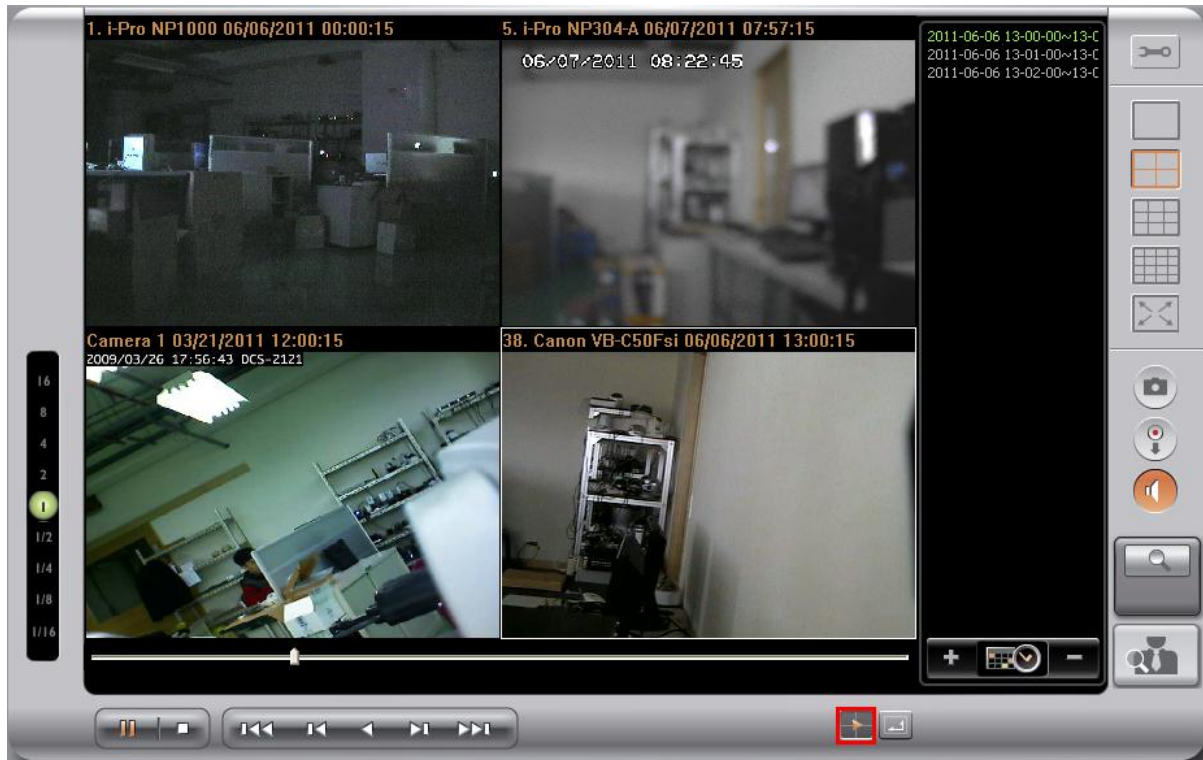 1. i-Pro NP1000 06/06/2011 00:00:15
5. i-Pro NP304-A 06/07/2011 07:57:15
06/07/2011 08:22:45
2011-06-06 13-00-00~13-0
2011-06-06 13-01-00~13-0
2011-06-06 13-02-00~13-0
Camera 1 03/21/2011 12:00:15
2009/03/26 17:56:43 DCS-2121
38. Canon VB-C50Fsi 06/06/2011 13:00:15
16
8
4
2
1
1/2
1/4
1/8
1/16